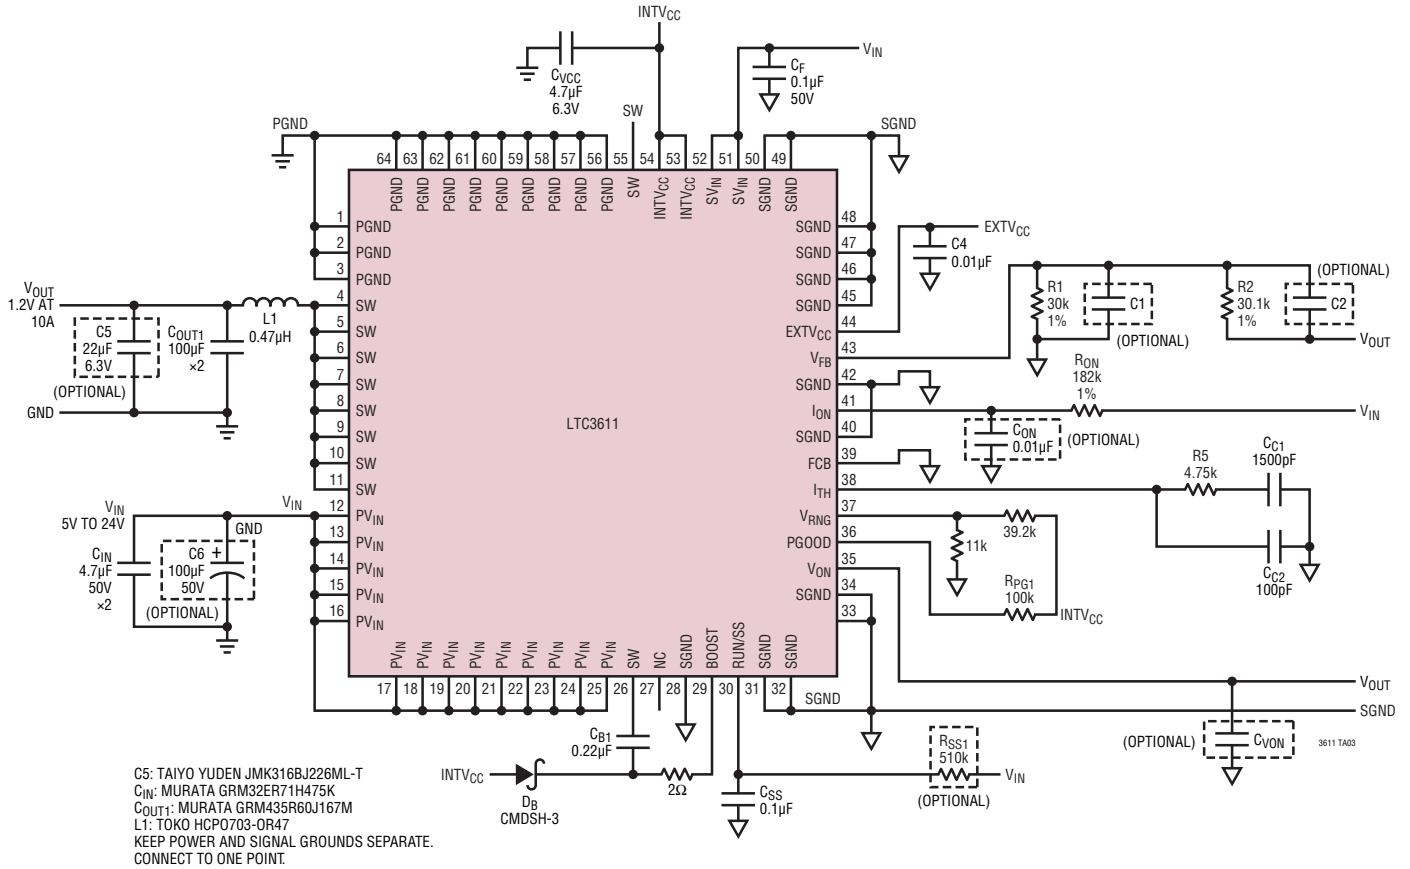 INTVCC
CVCC
4.7µF
6.3V
VIN
CF
0.1µF
50V
SW
PGND
SGND
64 63 62 61 60 59 58 57 56 55 54 53 52 51 50 49
PGND PGND PGND PGND PGND PGND PGND PGND PGND SW INTVCC INTVCC SVIN SVIN SGND SGND
1 PGND
2 PGND
3 PGND
4 SW
5 SW
6 SW
7 SW
8 SW
9 SW
10 SW
11 SW
12 PVIN
13 PVIN
14 PVIN
15 PVIN
16 PVIN
LTC3611
SGND 48
SGND 47
SGND 46
SGND 45
EXTVCC 44
VFB 43
SGND 42
ION 41
SGND 40
FCB 39
ITH 38
VRNG 37
PGOOD 36
VON 35
SGND 34
33
PVIN PVIN PVIN PVIN PVIN PVIN PVIN PVIN PVIN SW NC SGND BOOST RUN/SS SGND SGND
17 18 19 20 21 22 23 24 25 26 27 28 29 30 31 32
VOUT
1.2V AT
10A
C5
22µF
6.3V
(OPTIONAL)
COUT1
100µF
×2
L1
0.47µH
GND
VIN
5V TO 24V
VIN
GND
CIN
4.7µF
50V
×2
C6
+
100µF
50V
(OPTIONAL)
EXTVCC
C4
0.01µF
R1
30k
1%
C1
(OPTIONAL)
R2
30.1k
1%
(OPTIONAL)
C2
VOUT
RON
182k
1%
VIN
CON
0.01µF
(OPTIONAL)
R5
4.75k
CC1
1500pF
CC2
100pF
39.2k
11k
RPG1
100k
INTVCC
VOUT
SGND
SGND
(OPTIONAL)
CVON
3611 TA03
CB1
0.22µF
INTVCC
DB
CMDSH-3
2Ω
CSS
0.1µF
RSS1
510k
(OPTIONAL)
VIN
C5: TAIYO YUDEN JMK316BJ226ML-T
CIN: MURATA GRM32ER71H475K
COUT1: MURATA GRM435R60J167M
L1: TOKO HCPO703-OR47
KEEP POWER AND SIGNAL GROUNDS SEPARATE.
CONNECT TO ONE POINT.